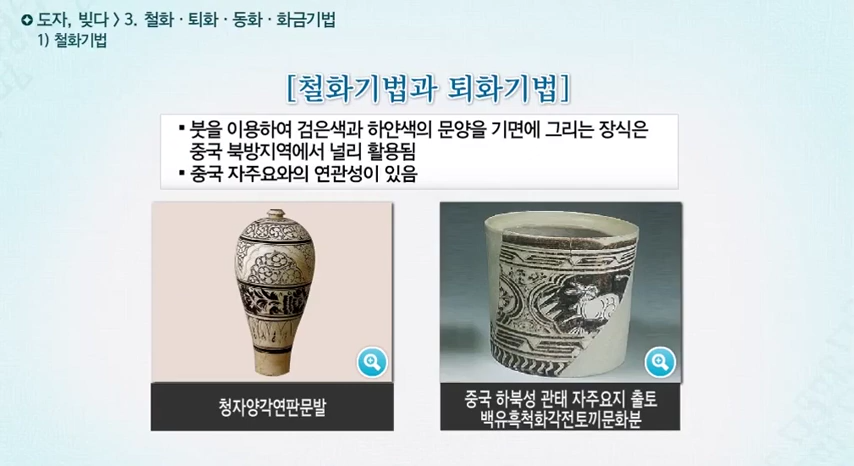 도자, 빚다 > 3. 철화 · 퇴화 · 동화 · 화금기법
1) 철화기법
[철화기법과 퇴화기법]
▪ 붓을 이용하여 검은색과 하얀색의 문양을 기면에 그리는 장식은
중국 북방지역에서 널리 활용됨
▪ 중국 자주요와의 연관성이 있음
청자양각연판문발
중국 하북성 관태 자주요지 출토
백유흑척화각전토끼문화분